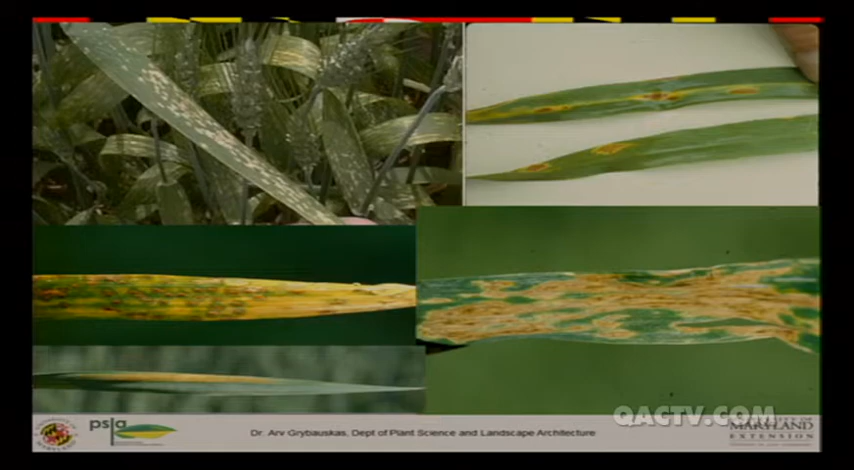 QACTV.COM
psla
Dr. Arv Grybauskas, Dept of Plant Science and Landscape Architecture
MARYLAND
EXTENSION